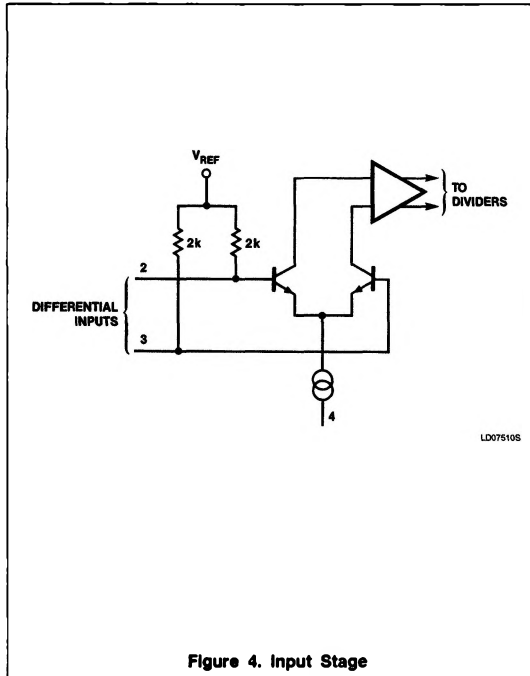 VREF
2k
2k
TO
DIVIDERS
2
DIFFERENTIAL
INPUTS
3
4
LD07510S
Figure 4. Input Stage